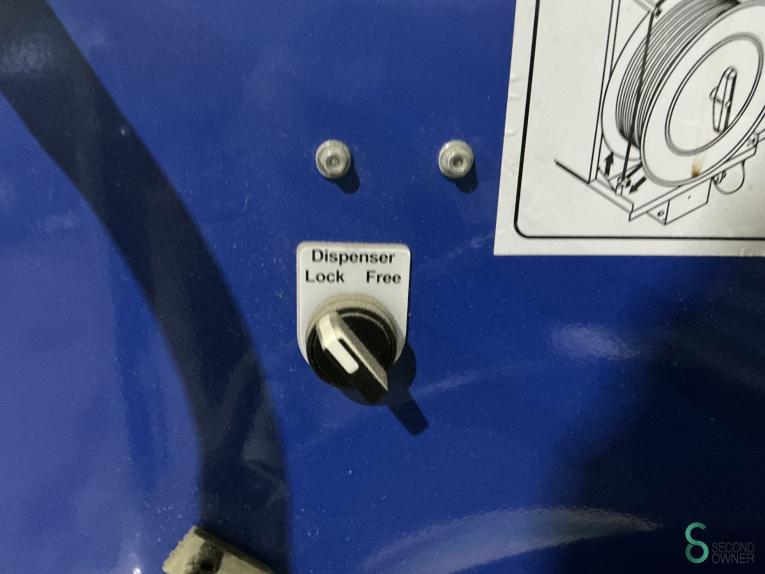 Dispenser
Lock Free
SECOND
OWNER